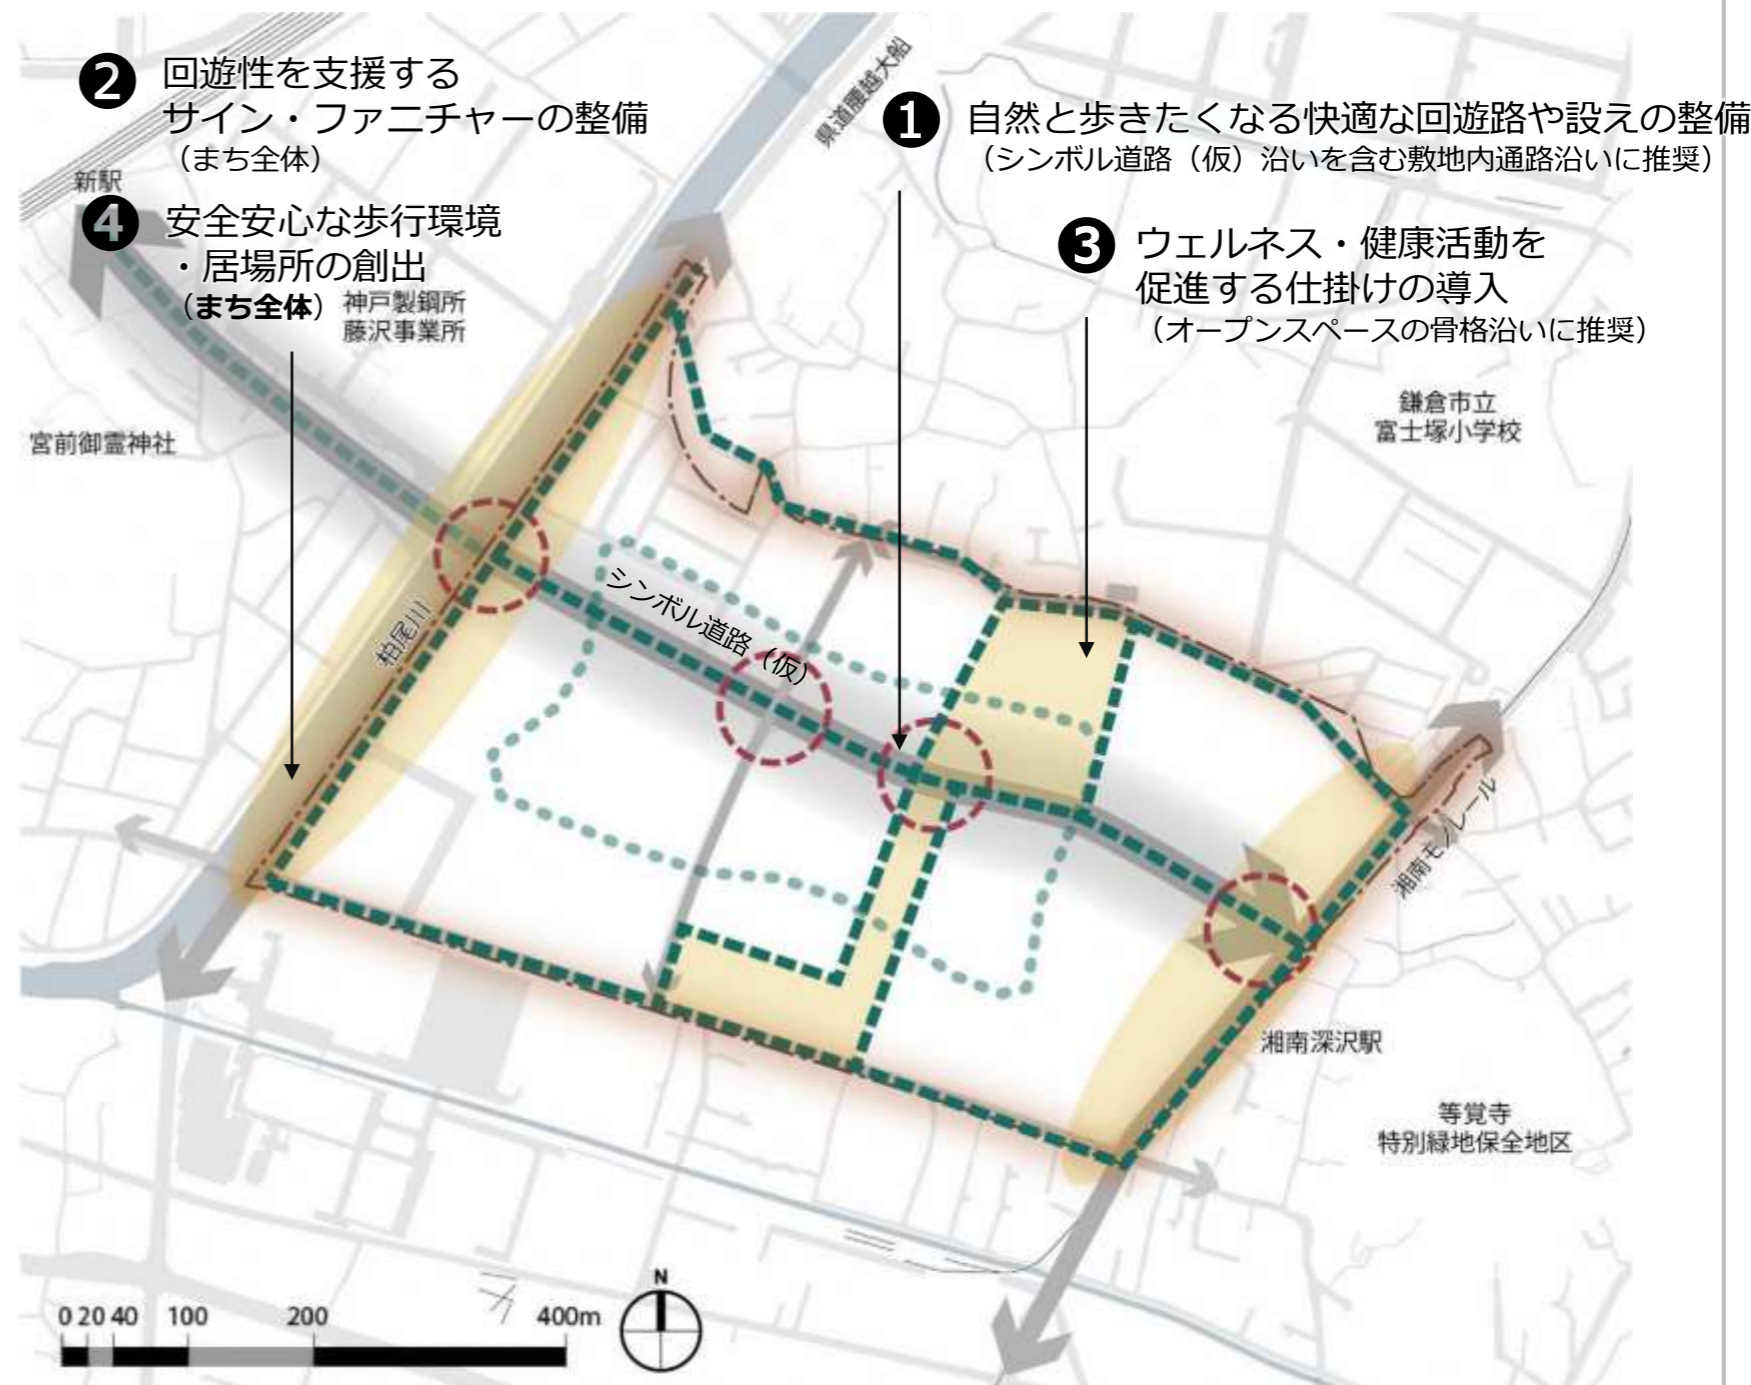 ❷ 回遊性を支援する
サイン・ファニチャーの整備
（まち全体）
県道腰越大船
❶ 自然と歩きたくなる快適な回遊路や設えの整備
（シンボル道路（仮）沿いを含む敷地内通路沿いに推奨）
新駅
❹ 安全安心な歩行環境
・居場所の創出
（まち全体）
神戸製鋼所
藤沢事業所
❸ ウェルネス・健康活動を
促進する仕掛けの導入
（オープンスペースの骨格沿いに推奨）
鎌倉市立
富士塚小学校
宮前御霊神社
柏尾川
シンボル道路（仮）
湘南モノレール
湘南深沢駅
等覚寺
特別緑地保全地区
0 20 40 100 200 400m
N